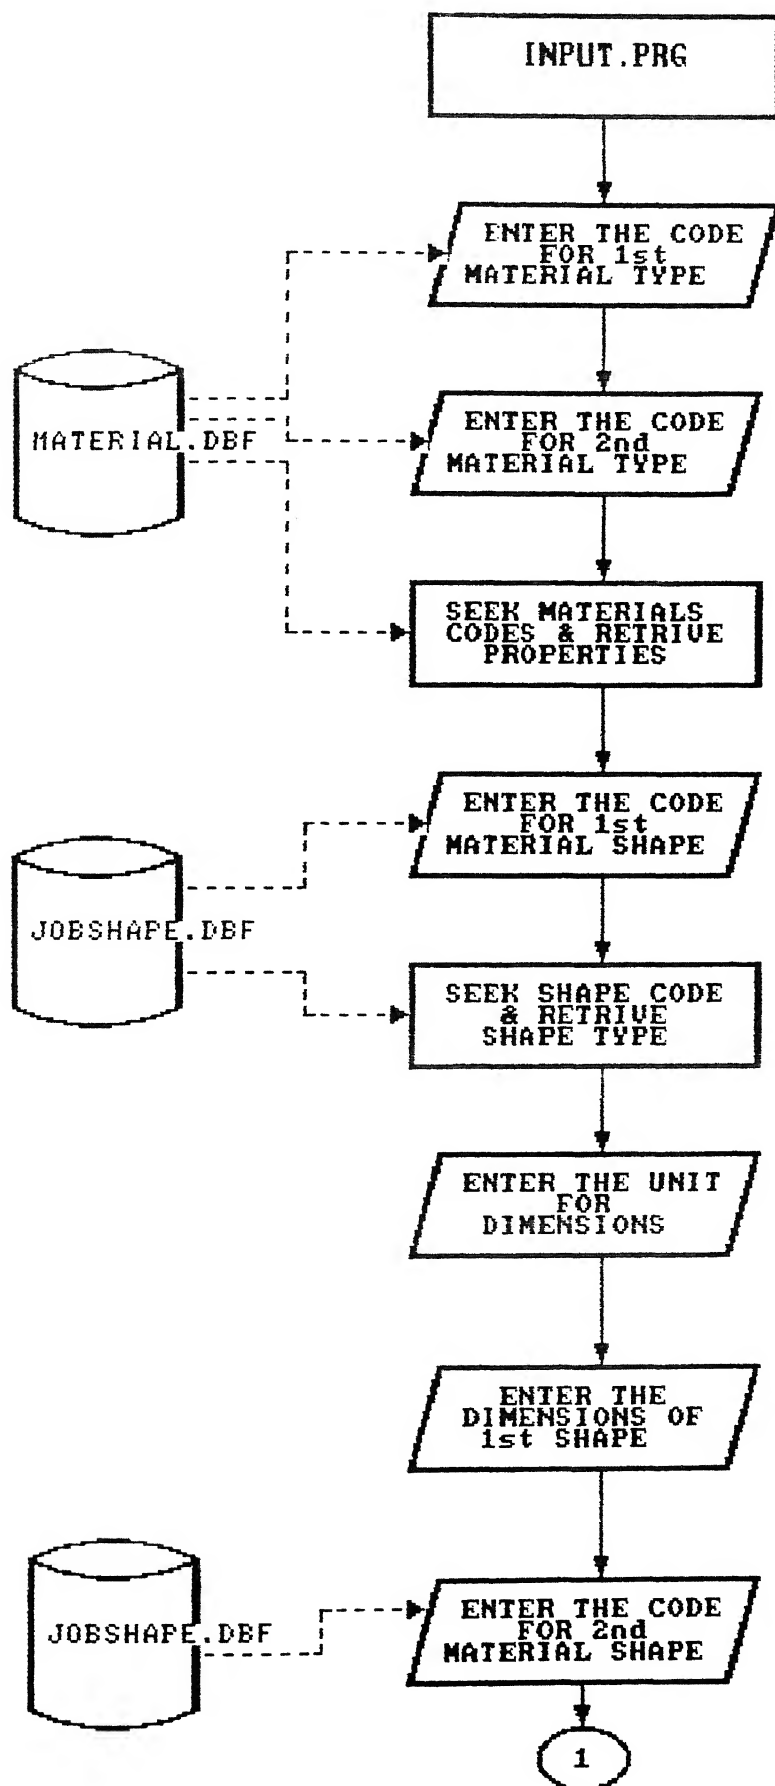 INPUT.PRG
ENTER THE CODE
FOR 1st
MATERIAL TYPE
MATERIAL.DBF
ENTER THE CODE
FOR 2nd
MATERIAL TYPE
SEEK MATERIALS
CODES & RETRIVE
PROPERTIES
ENTER THE CODE
FOR 1st
MATERIAL SHAPE
JOBSHAPE.DBF
SEEK SHAPE CODE
& RETRIVE
SHAPE TYPE
ENTER THE UNIT
FOR
DIMENSIONS
ENTER THE
DIMENSIONS OF
1st SHAPE
JOBSHAPE.DBF
ENTER THE CODE
FOR 2nd
MATERIAL SHAPE
1